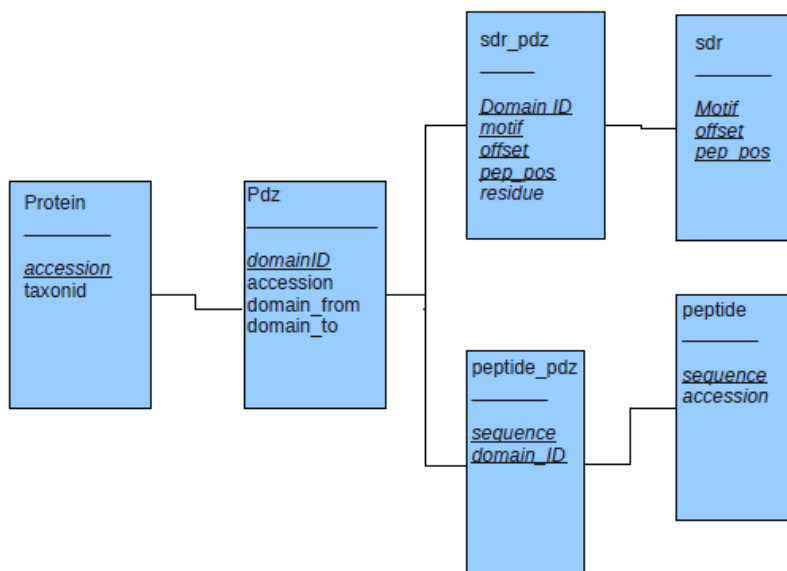 Protein
accession
taxonid
Pdz
domainID
accession
domain_from
domain_to
sdr_pdz
Domain ID
motif
offset
pep_pos
residue
sdr
Motif
offset
pep_pos
peptide_pdz
sequence
domain_ID
peptide
sequence
accession